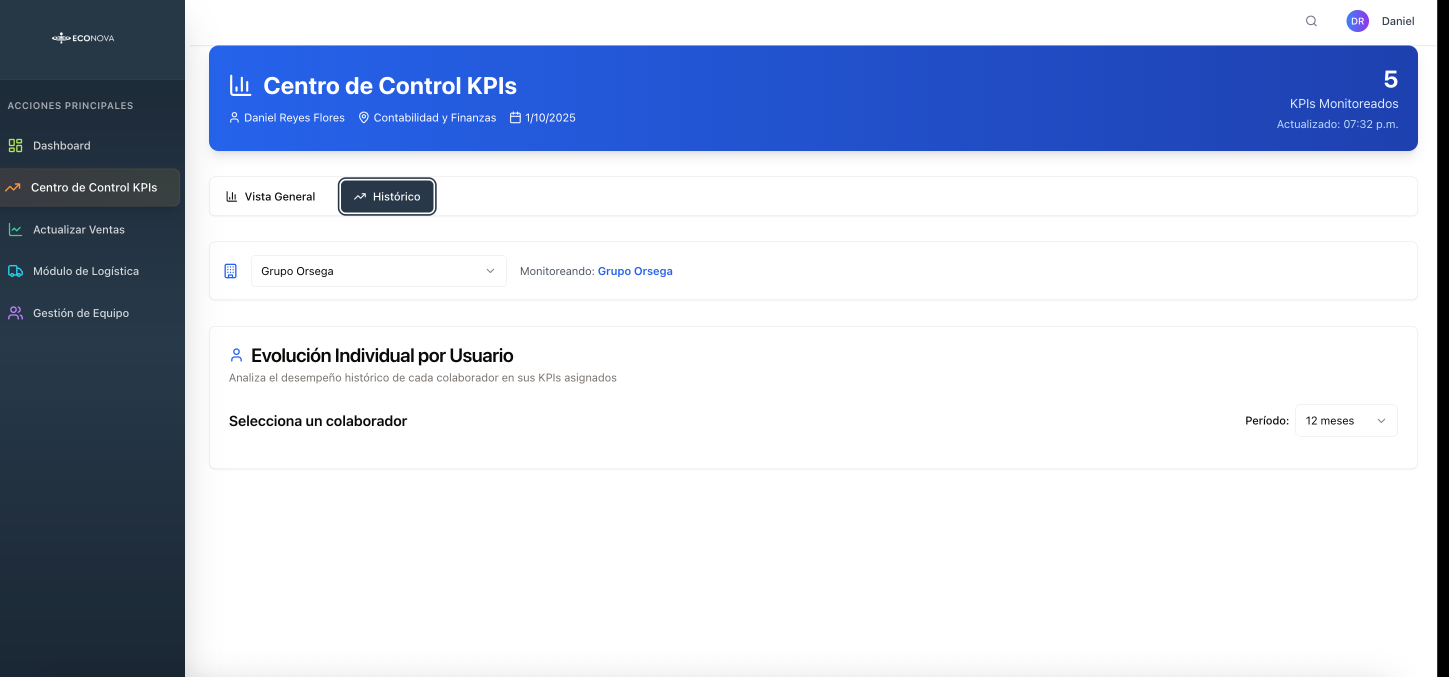 ECONOVA
ACCIONES PRINCIPALES
Dashboard
Centro de Control KPIs
Actualizar Ventas
Módulo de Logística
Gestión de Equipo
DR Daniel
Centro de Control KPIs
Daniel Reyes Flores Contabilidad y Finanzas 1/10/2025
5
KPIs Monitoreados
Actualizado: 07:32 p.m.
Vista General Histórico
Grupo Orsega Monitoreando: Grupo Orsega
Evolución Individual por Usuario
Analiza el desempeño histórico de cada colaborador en sus KPIs asignados
Selecciona un colaborador Período: 12 meses